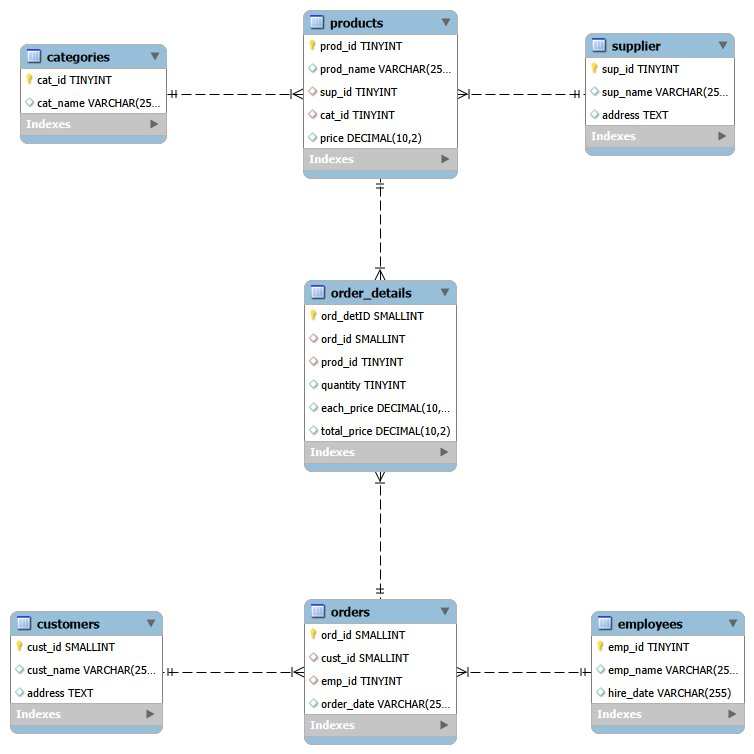 products
prod_id TINYINT
prod_name VARCHAR(25...
sup_id TINYINT
cat_id TINYINT
price DECIMAL(10,2)
Indexes
categories
cat_id TINYINT
cat_name VARCHAR(25...
Indexes
supplier
sup_id TINYINT
sup_name VARCHAR(25...
address TEXT
Indexes
order_details
ord_detID SMALLINT
ord_id SMALLINT
prod_id TINYINT
quantity TINYINT
each_price DECIMAL(10,...
total_price DECIMAL(10,2)
Indexes
customers
cust_id SMALLINT
cust_name VARCHAR(25...
address TEXT
Indexes
orders
ord_id SMALLINT
cust_id SMALLINT
emp_id TINYINT
order_date VARCHAR(25...
Indexes
employees
emp_id TINYINT
emp_name VARCHAR(25...
hire_date VARCHAR(255)
Indexes